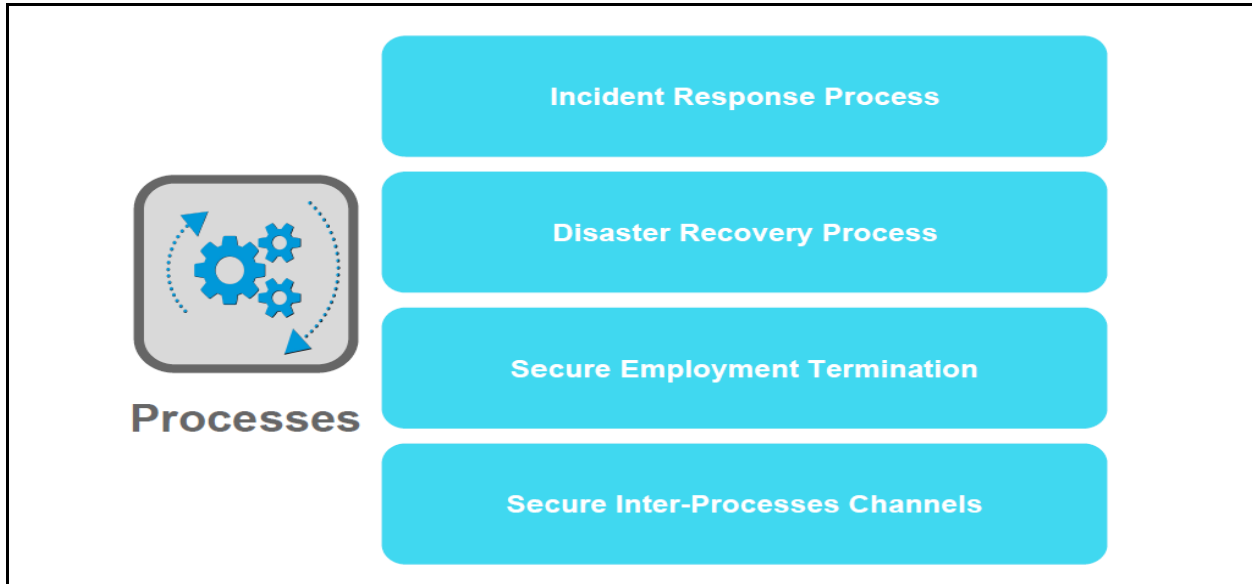 Incident Response Process
Disaster Recovery Process
Secure Employment Termination
Processes
Secure Inter-Processes Channels